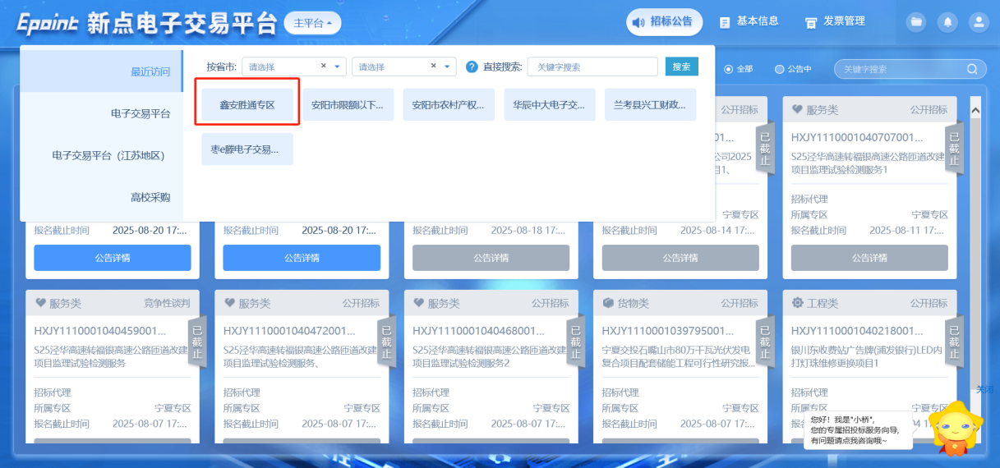 Epoint 新点电子交易平台
主平台
招标公告
基本信息
发票管理
最近访问
电子交易平台
电子交易平台（江苏地区）
高校采购
按省市:
请选择
请选择
?
直接搜索:
关键字搜索
搜索
鑫安胜通专区
安阳市限额以下...
安阳市农村产权...
华辰中大电子交...
兰考县兴工财政...
枣e滕电子交易...
全部
公告中
关键字搜索
报名截止时间 2025-08-20 17:...
公告详情
报名截止时间 2025-08-20 17:...
公告详情
报名截止时间 2025-08-18 17:...
公告详情
公开招标
已截止
01...
公司2025
目1、
宁夏专区
报名截止时间 2025-08-14 17:...
公告详情
服务类 公开招标
已截止
HXJY1110001040707001...
S25泾华高速转福银高速公路匝道改建
项目监理试验检测服务1
招标代理
所属专区 宁夏专区
报名截止时间 2025-08-11 17:...
公告详情
服务类 竞争性谈判
已截止
HXJY1110001040459001...
S25泾华高速转福银高速公路匝道改建
项目监理试验检测服务
招标代理
所属专区 宁夏专区
报名截止时间 2025-08-07 17:...
服务类 公开招标
已截止
HXJY1110001040472001...
S25泾华高速转福银高速公路匝道改建
项目监理试验检测服务、
招标代理
所属专区 宁夏专区
报名截止时间 2025-08-07 17:...
服务类 公开招标
已截止
HXJY1110001040468001...
S25泾华高速转福银高速公路匝道改建
项目监理试验检测服务2
招标代理
所属专区 宁夏专区
报名截止时间 2025-08-07 17:...
货物类 公开招标
已截止
HXJY1110001039795001...
宁夏交投石嘴山市80万千瓦光伏发电
复合项目配套储能工程可行性研究报...
招标代理
所属专区 宁夏专区
报名截止时间 2025-08-07 17:...
工程类 公开招标
已截止
HXJY1110001040218001...
银川东收费站广告牌(浦发银行)LED内
打灯珠维修更换项目1
招标代理
所属专区 宁夏专区
关闭
您好！我是"小桥",
您的专属招投标服务向导,
有问题请点我咨询哦~